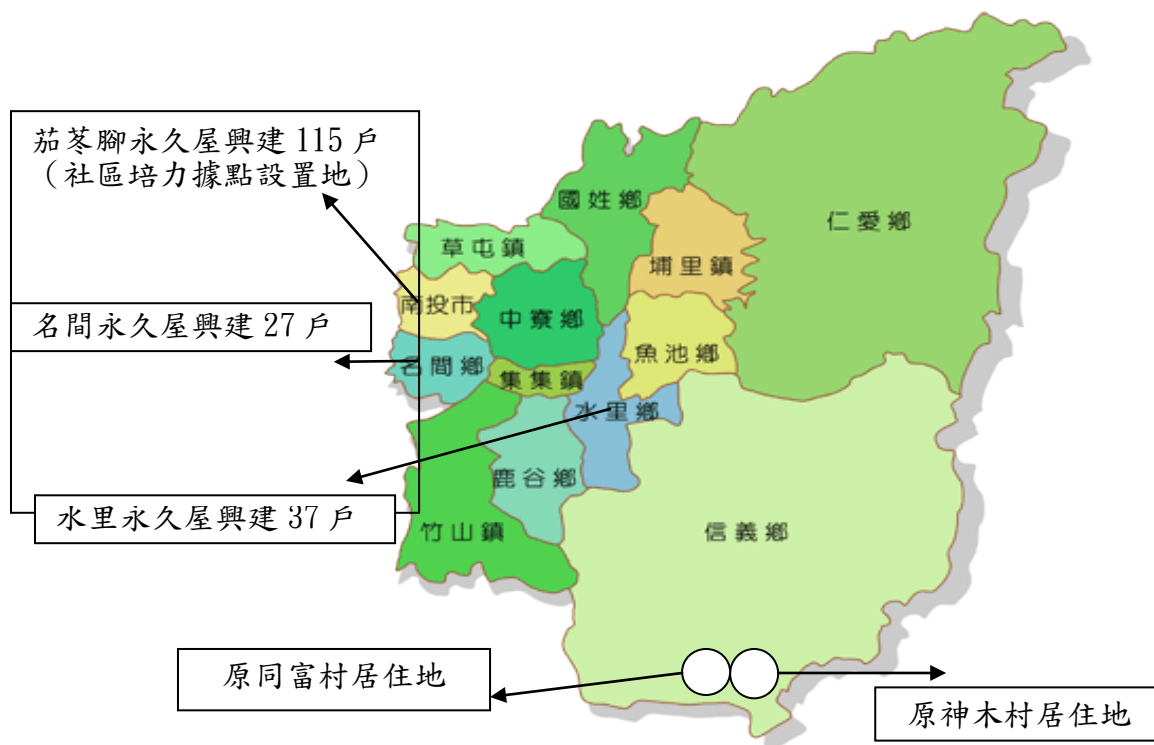 茄苳腳永久屋興建 115 戶
（社區培力據點設置地）
國姓鄉
仁愛鄉
草屯鎮
埔里鎮
南投市
中寮鄉
名間永久屋興建 27 戶
魚池鄉
名間鄉
集集鎮
水里鄉
鹿谷鄉
水里永久屋興建 37 戶
竹山鎮
信義鄉
原同富村居住地
原神木村居住地